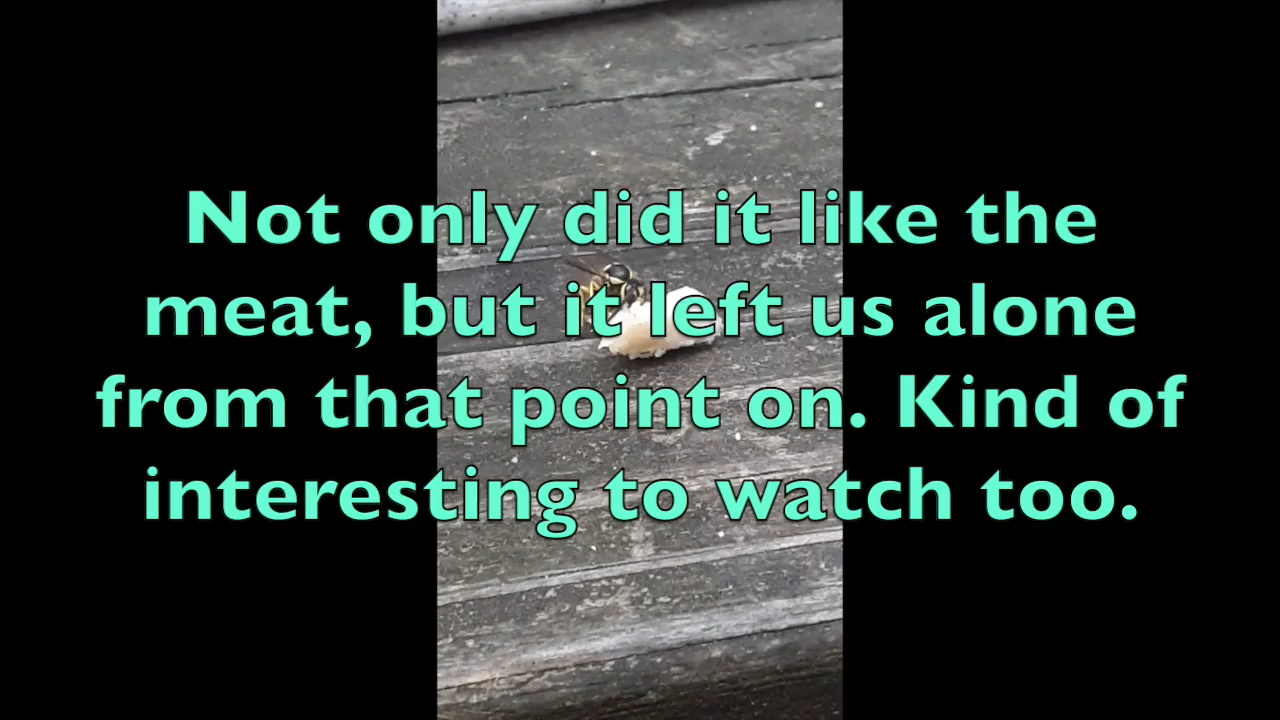 Not only did it like the
meat, but it left us alone
from that point on. Kind of
interesting to watch too.